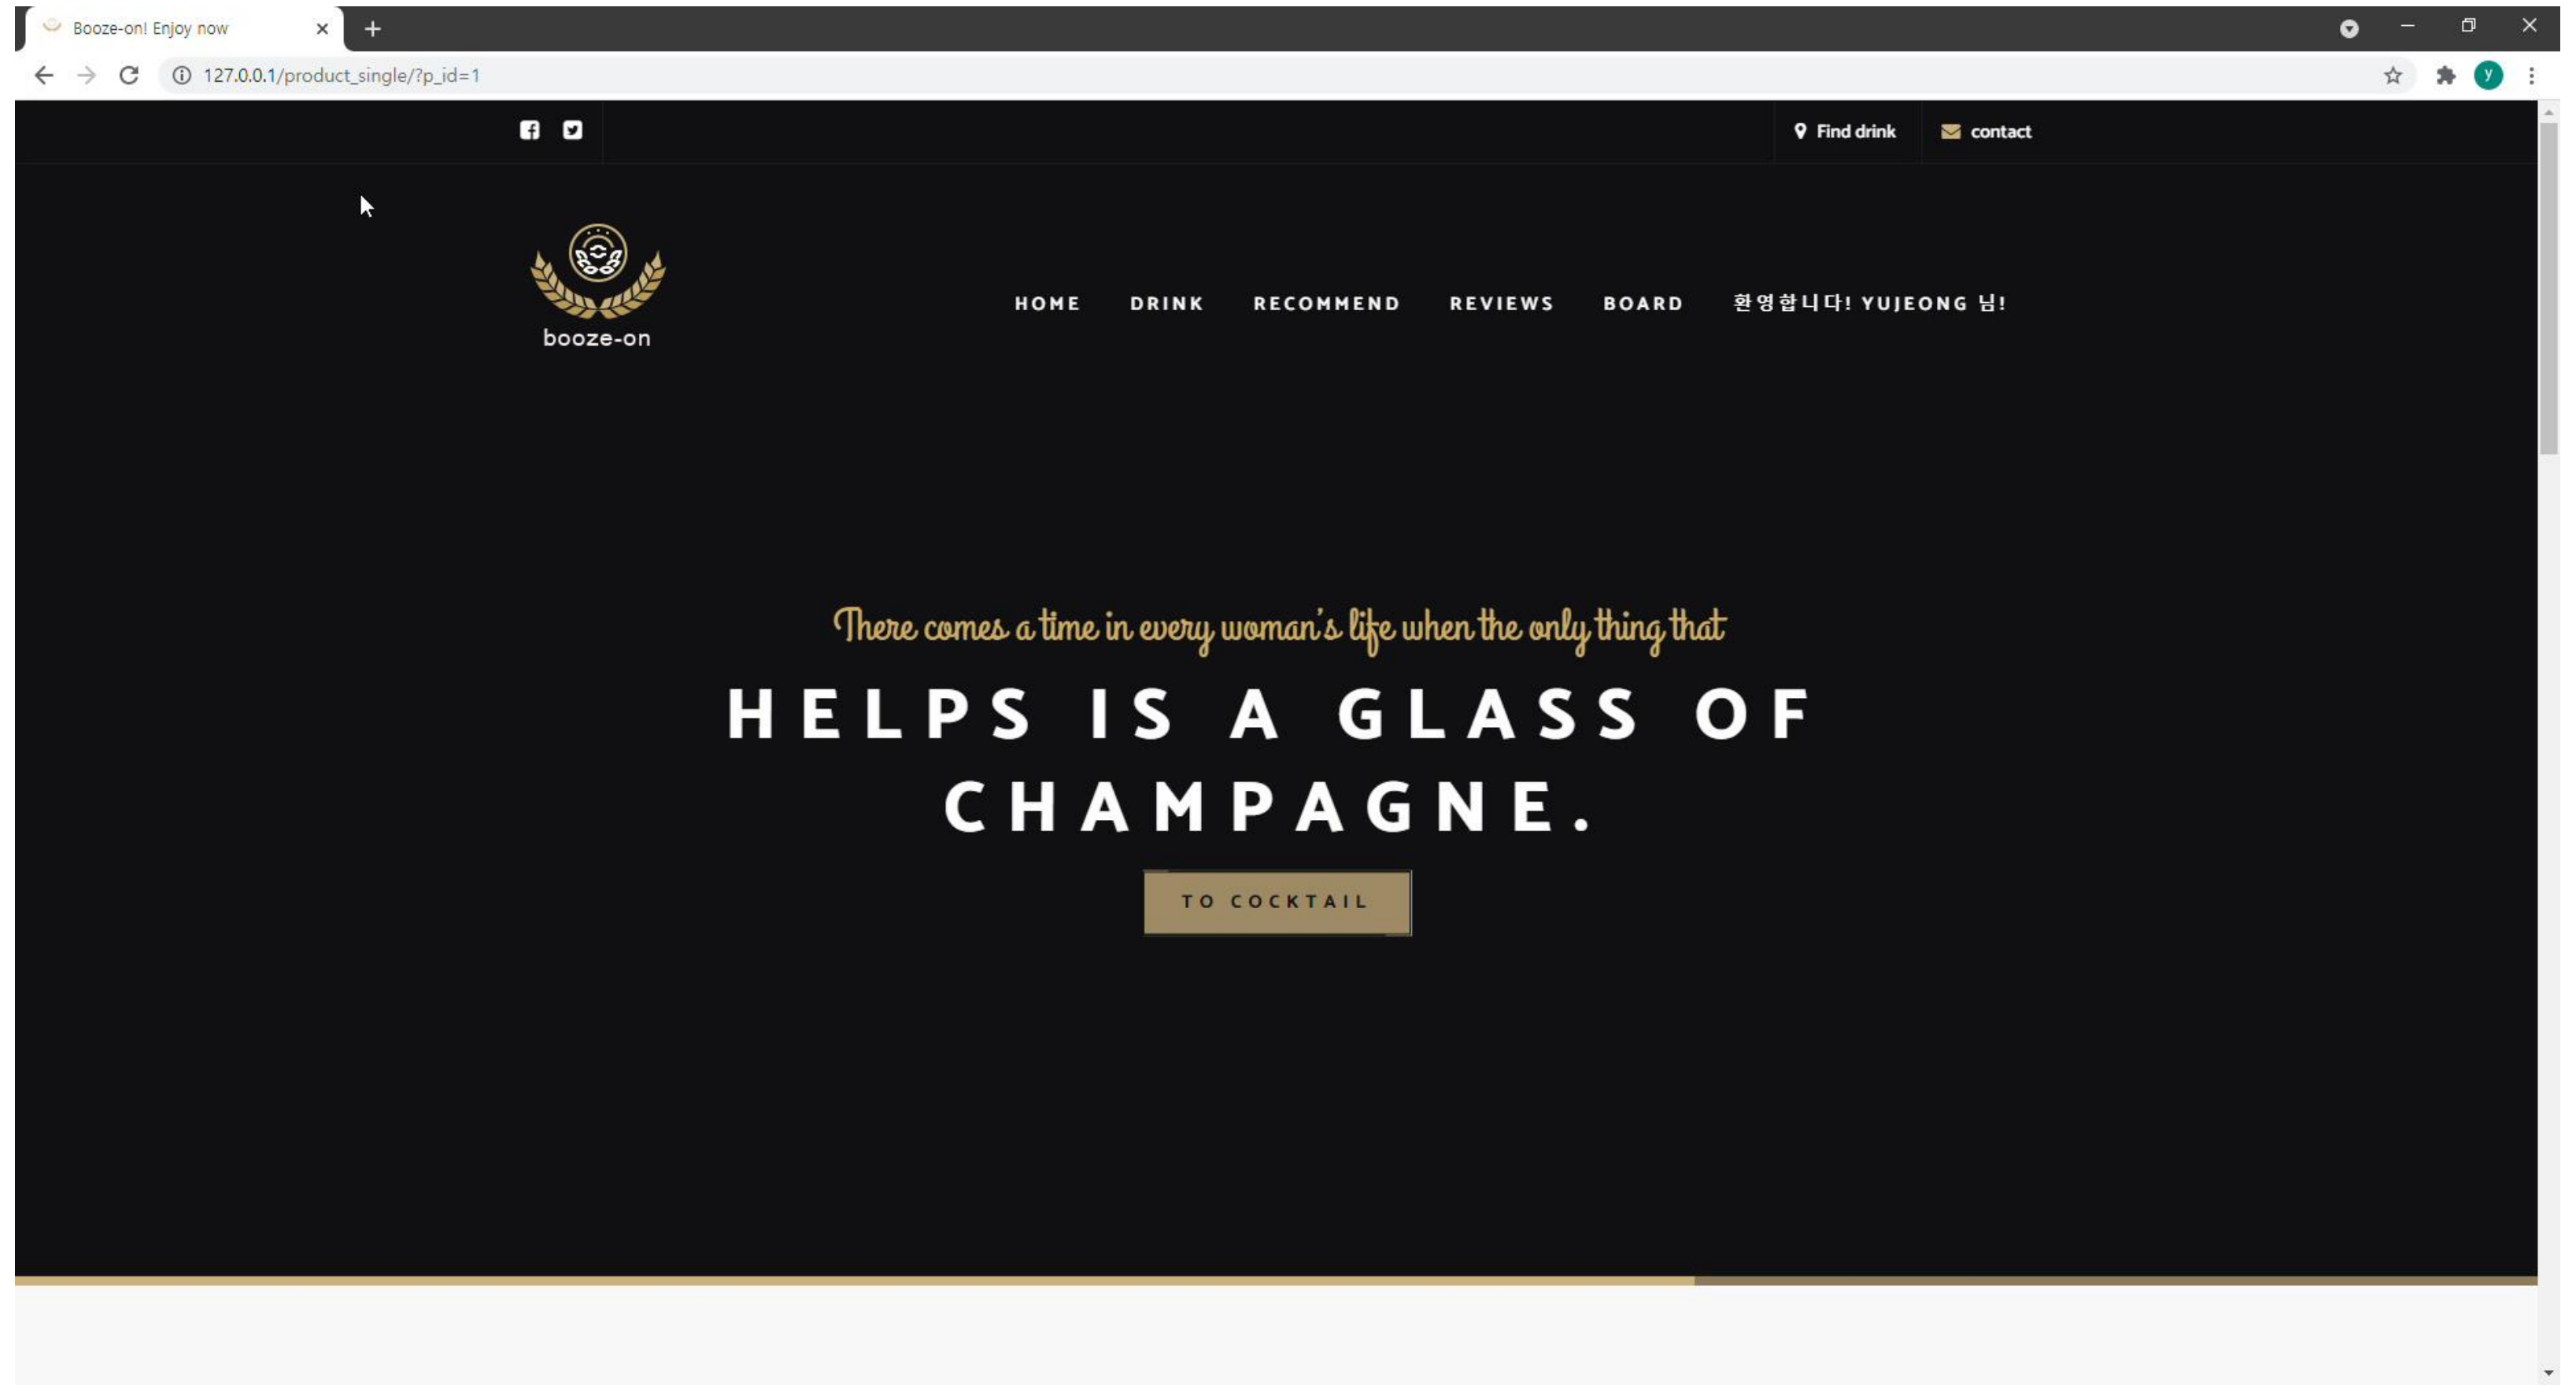 Booze-on! Enjoy now
127.0.0.1/product_single/?p_id=1
y
Find drink
contact
booze-on
HOME
DRINK
RECOMMEND
REVIEWS
BOARD
환영합니다! YUJEONG 님!
There comes a time in every woman's life when the only thing that
HELPS IS A GLASS OF
CHAMPAGNE.
TO COCKTAIL